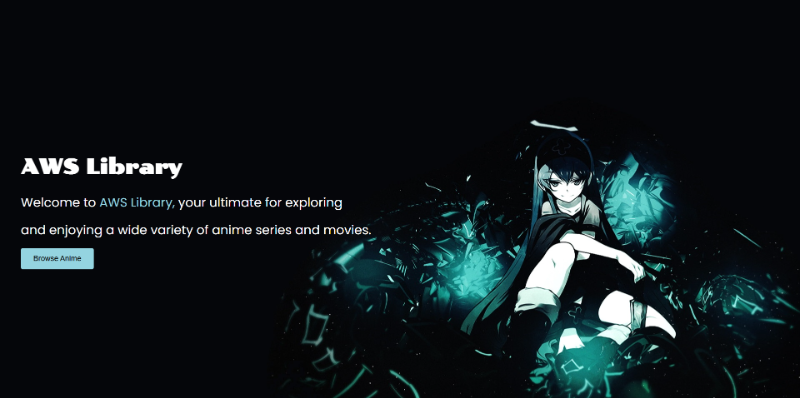 AWS Library
Welcome to AWS Library, your ultimate for exploring
and enjoying a wide variety of anime series and movies.
Browse Anime